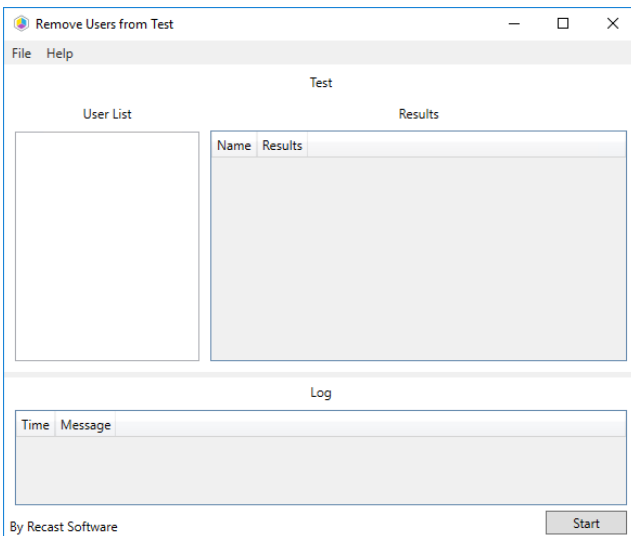 Remove Users from Test
File Help
Test
User List
Results
Name Results
Log
Time Message
By Recast Software
Start